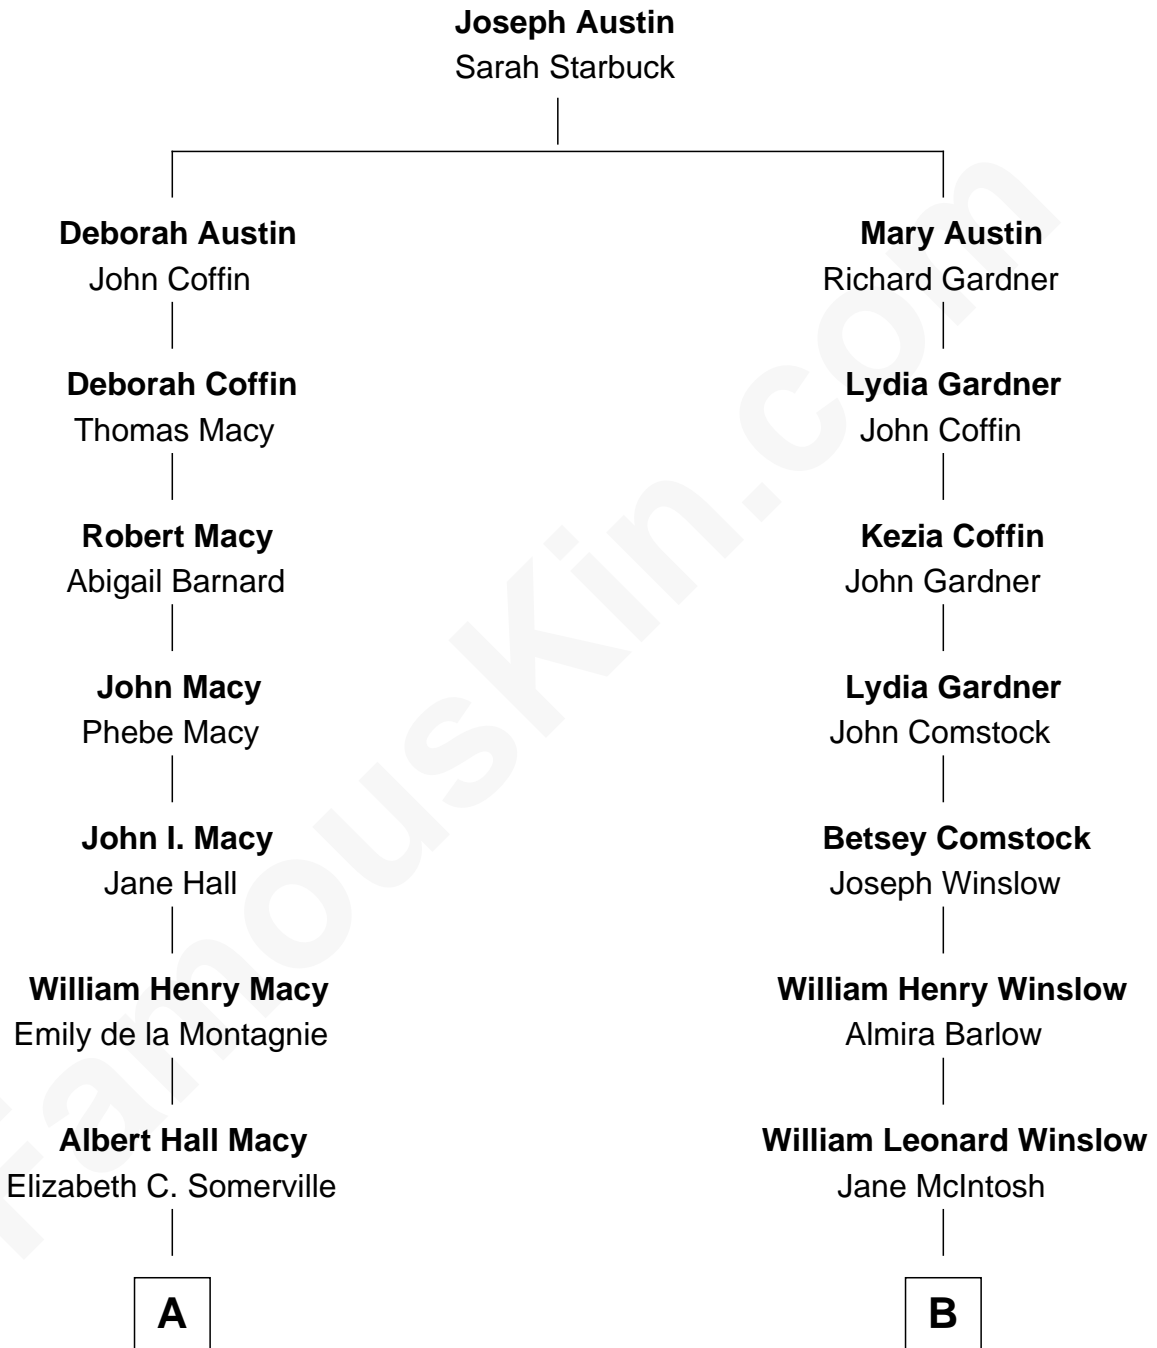 Joseph Austin
Sarah Starbuck
Deborah Austin
John Coffin
Mary Austin
Richard Gardner
Deborah Coffin
Thomas Macy
Lydia Gardner
John Coffin
Robert Macy
Abigail Barnard
Kezia Coffin
John Gardner
John Macy
Phebe Macy
Lydia Gardner
John Comstock
John I. Macy
Jane Hall
Betsey Comstock
Joseph Winslow
William Henry Macy
Emily de la Montagnie
William Henry Winslow
Almira Barlow
Albert Hall Macy
Elizabeth C. Somerville
William Leonard Winslow
Jane McIntosh
A
B
FamousKin.com